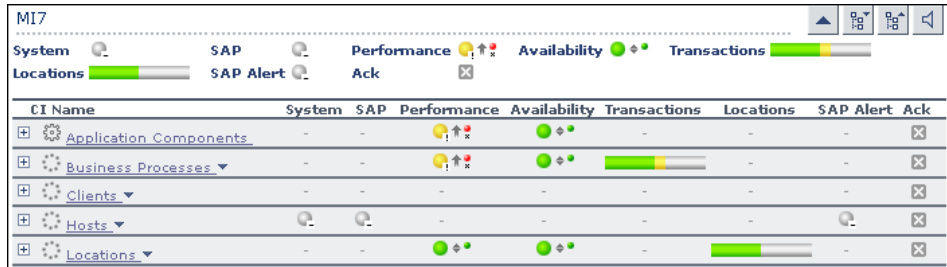 MI7
System SAP Performance Availability Transactions
Locations SAP Alert Ack
CI Name System SAP Performance Availability Transactions Locations SAP Alert Ack
Application Components - - - - -
Business Processes - - - -
Clients - - - - - - -
Hosts - - - -
Locations - - - -